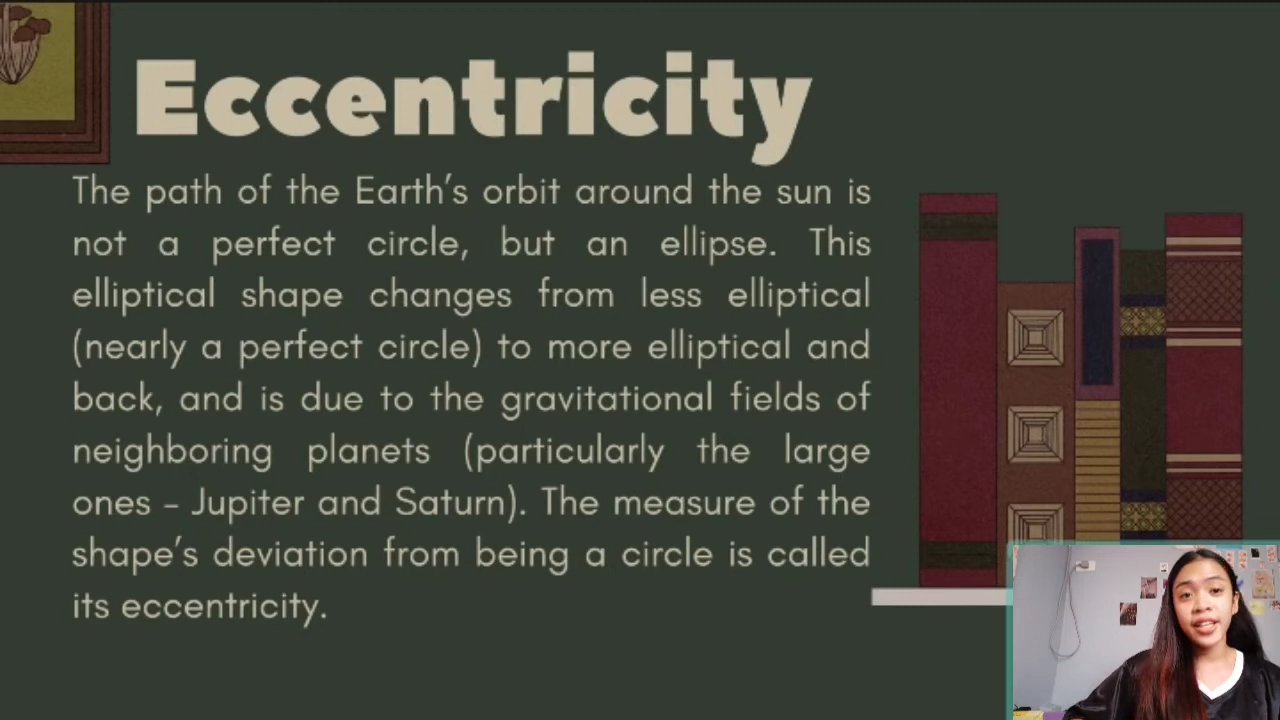 Eccentricity
The path of the Earth's orbit around the sun is
not a perfect circle, but an ellipse. This
elliptical shape changes from less elliptical
(nearly a perfect circle) to more elliptical and
back, and is due to the gravitational fields of
neighboring planets (particularly the large
ones – Jupiter and Saturn). The measure of the
shape's deviation from being a circle is called
its eccentricity.